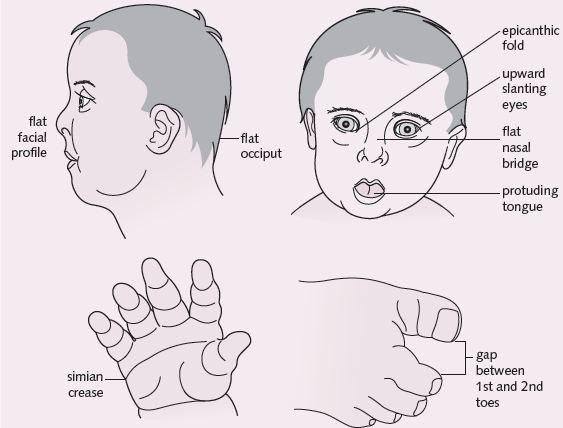 flat
facial
profile
flat
occiput
epicanthic
fold
upward
slanting
eyes
flat
nasal
bridge
protuding
tongue
simian
crease
gap
between
1st and 2nd
toes